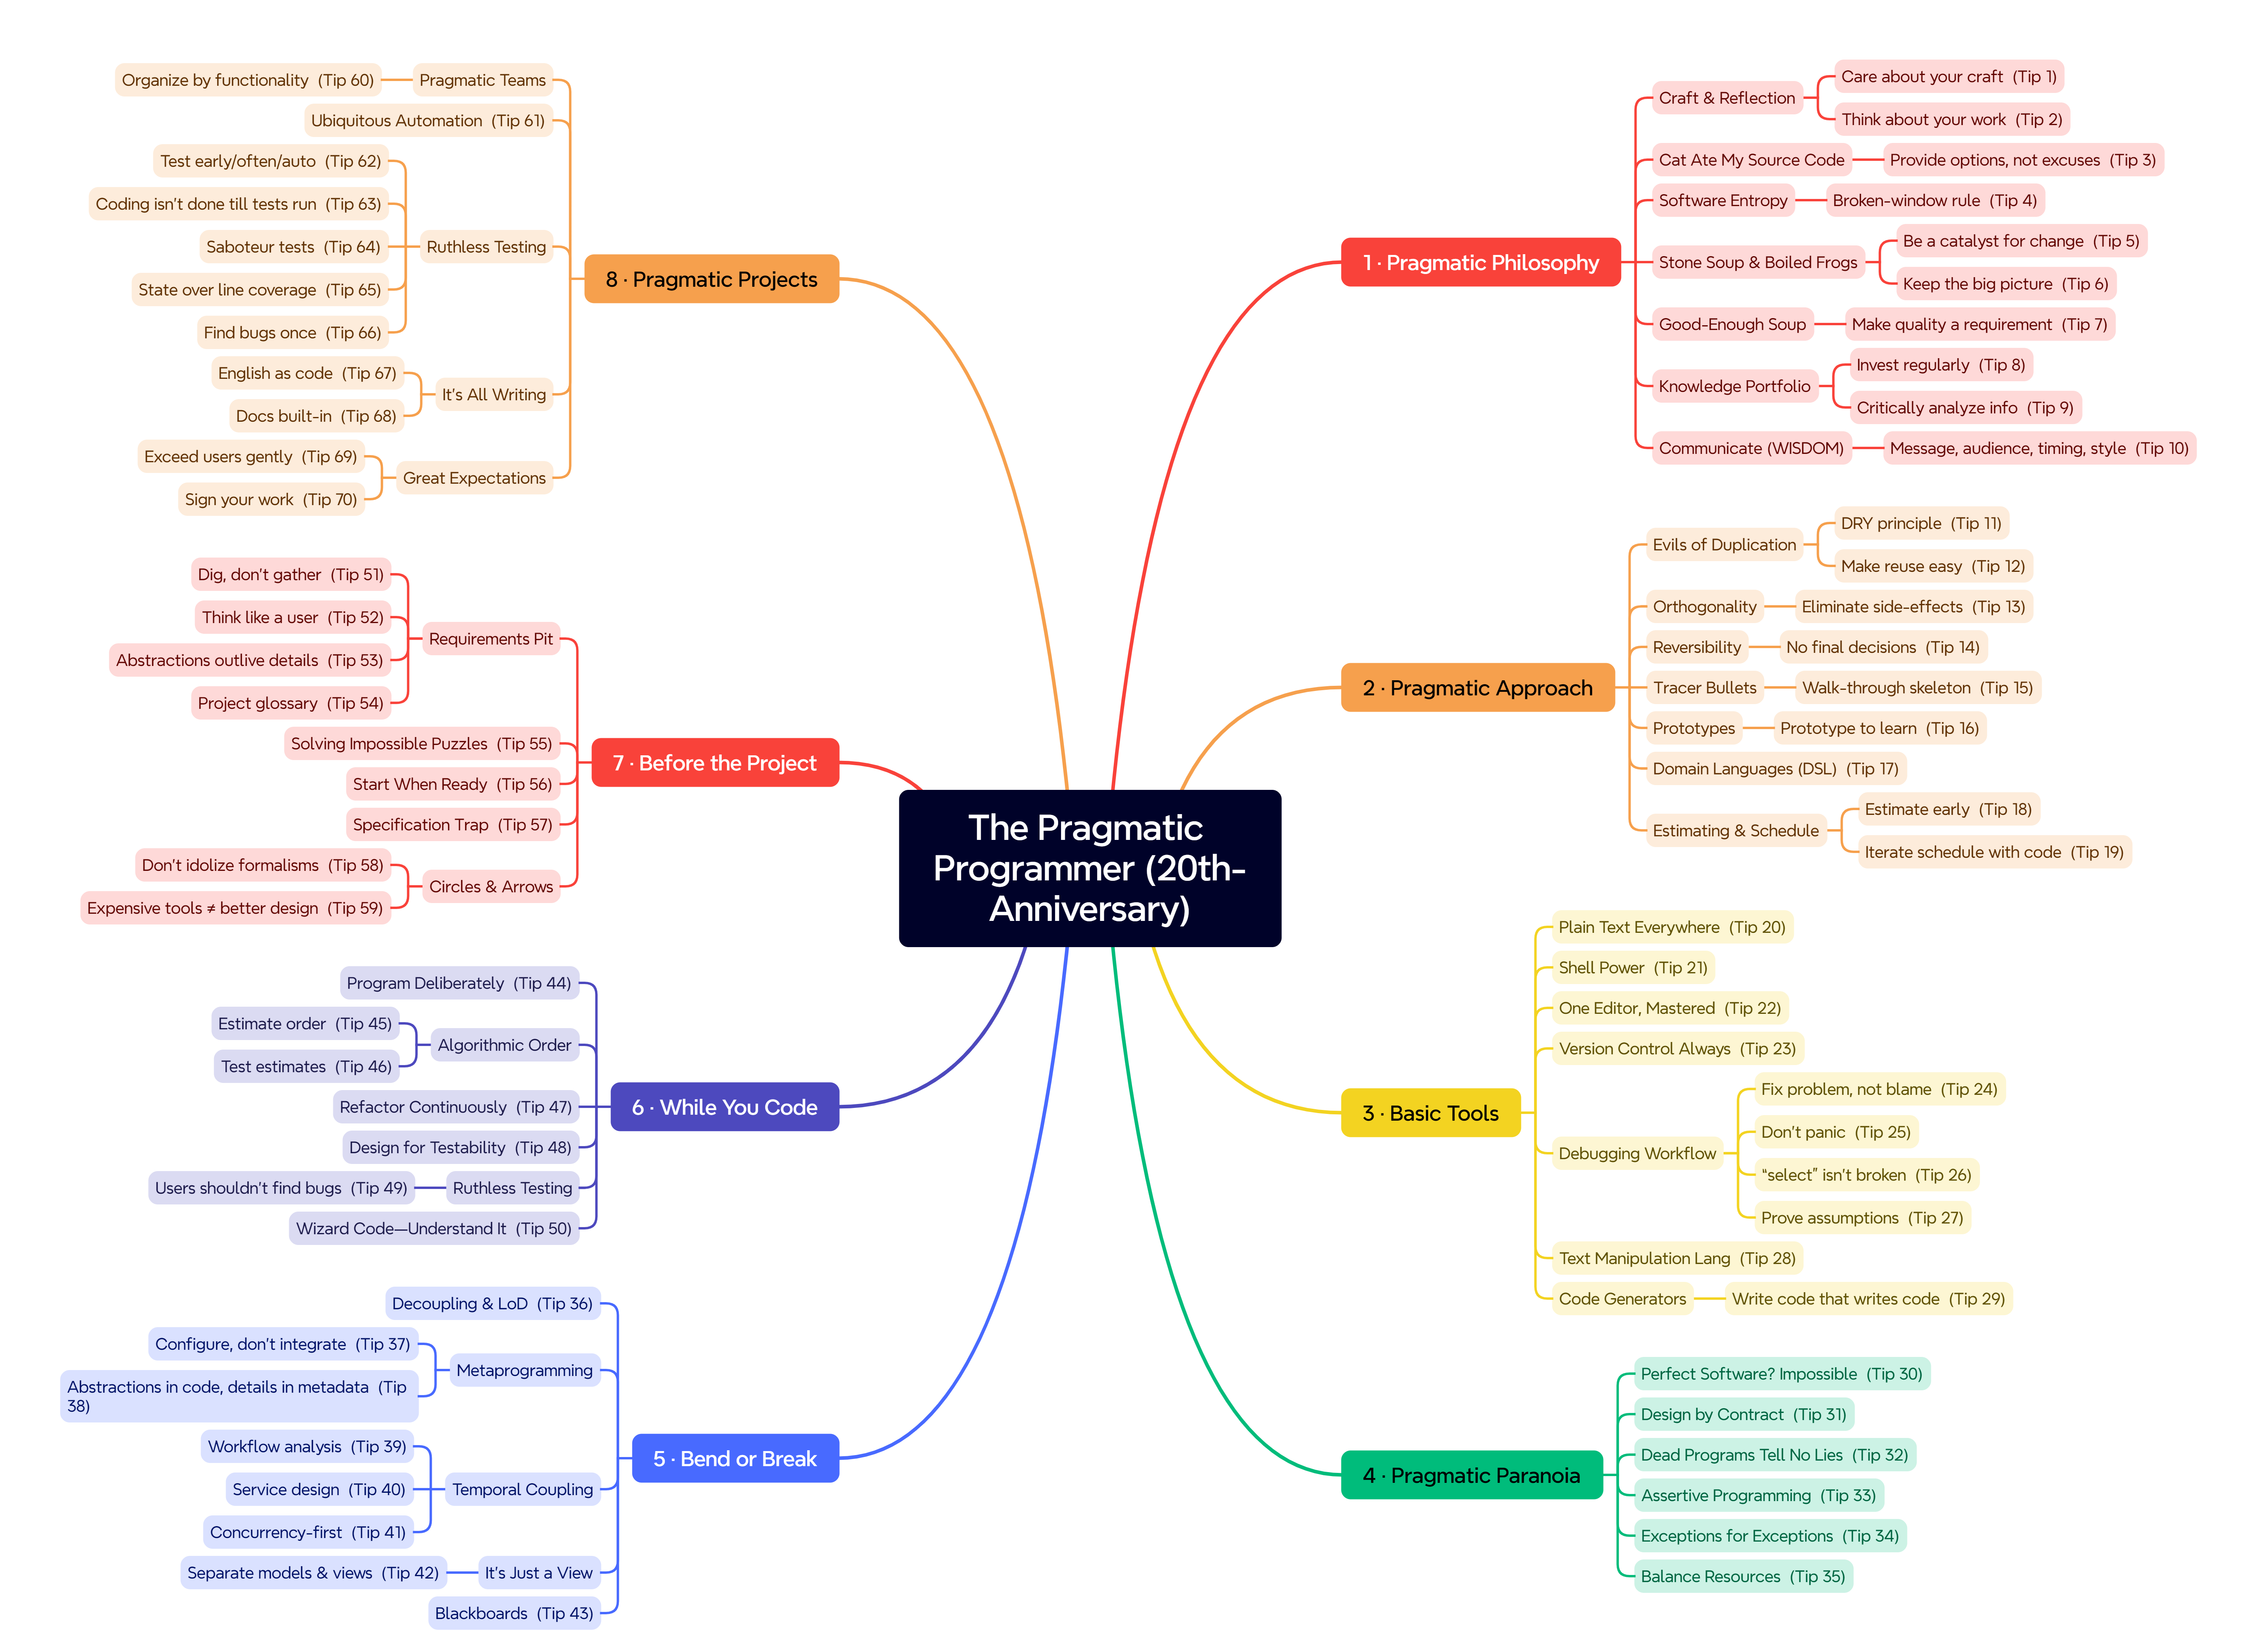 The Pragmatic
Programmer (20th-
Anniversary)
1 · Pragmatic Philosophy
Craft & Reflection
Care about your craft (Tip 1)
Think about your work (Tip 2)
Cat Ate My Source Code
Provide options, not excuses (Tip 3)
Software Entropy
Broken-window rule (Tip 4)
Stone Soup & Boiled Frogs
Be a catalyst for change (Tip 5)
Keep the big picture (Tip 6)
Good-Enough Soup
Make quality a requirement (Tip 7)
Knowledge Portfolio
Invest regularly (Tip 8)
Critically analyze info (Tip 9)
Communicate (WISDOM)
Message, audience, timing, style (Tip 10)
2 · Pragmatic Approach
Evils of Duplication
DRY principle (Tip 11)
Make reuse easy (Tip 12)
Orthogonality
Eliminate side-effects (Tip 13)
Reversibility
No final decisions (Tip 14)
Tracer Bullets
Walk-through skeleton (Tip 15)
Prototypes
Prototype to learn (Tip 16)
Domain Languages (DSL) (Tip 17)
Estimating & Schedule
Estimate early (Tip 18)
Iterate schedule with code (Tip 19)
3 · Basic Tools
Plain Text Everywhere (Tip 20)
Shell Power (Tip 21)
One Editor, Mastered (Tip 22)
Version Control Always (Tip 23)
Debugging Workflow
Fix problem, not blame (Tip 24)
Don't panic (Tip 25)
“select” isn't broken (Tip 26)
Prove assumptions (Tip 27)
Text Manipulation Lang (Tip 28)
Code Generators
Write code that writes code (Tip 29)
4 · Pragmatic Paranoia
Perfect Software? Impossible (Tip 30)
Design by Contract (Tip 31)
Dead Programs Tell No Lies (Tip 32)
Assertive Programming (Tip 33)
Exceptions for Exceptions (Tip 34)
Balance Resources (Tip 35)
5 · Bend or Break
Decoupling & LoD (Tip 36)
Metaprogramming
Configure, don't integrate (Tip 37)
Abstractions in code, details in metadata (Tip
38)
Temporal Coupling
Workflow analysis (Tip 39)
Service design (Tip 40)
Concurrency-first (Tip 41)
It's Just a View
Separate models & views (Tip 42)
Blackboards (Tip 43)
6 · While You Code
Program Deliberately (Tip 44)
Algorithmic Order
Estimate order (Tip 45)
Test estimates (Tip 46)
Refactor Continuously (Tip 47)
Design for Testability (Tip 48)
Ruthless Testing
Users shouldn't find bugs (Tip 49)
Wizard Code—Understand It (Tip 50)
7 · Before the Project
Requirements Pit
Dig, don't gather (Tip 51)
Think like a user (Tip 52)
Abstractions outlive details (Tip 53)
Project glossary (Tip 54)
Solving Impossible Puzzles (Tip 55)
Start When Ready (Tip 56)
Specification Trap (Tip 57)
Circles & Arrows
Don't idolize formalisms (Tip 58)
Expensive tools ≠ better design (Tip 59)
8 · Pragmatic Projects
Pragmatic Teams
Organize by functionality (Tip 60)
Ubiquitous Automation (Tip 61)
Ruthless Testing
Test early/often/auto (Tip 62)
Coding isn't done till tests run (Tip 63)
Saboteur tests (Tip 64)
State over line coverage (Tip 65)
Find bugs once (Tip 66)
It's All Writing
English as code (Tip 67)
Docs built-in (Tip 68)
Great Expectations
Exceed users gently (Tip 69)
Sign your work (Tip 70)